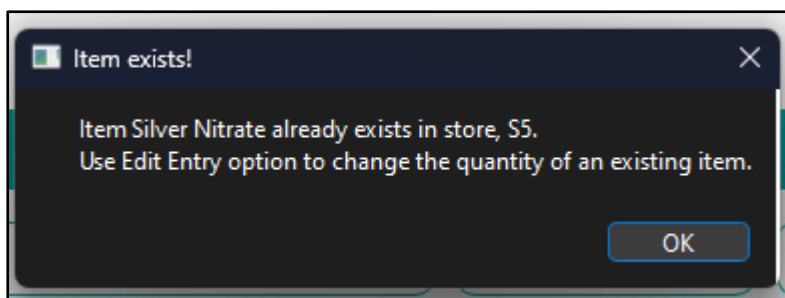 Item exists!
Item Silver Nitrate already exists in store, S5.
Use Edit Entry option to change the quantity of an existing item.
OK